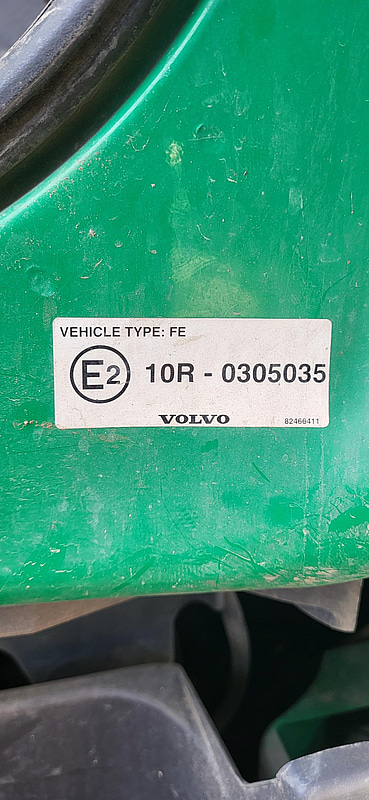 VEHICLE TYPE: FE
E2 10R - 0305035
VOLVO 82466411